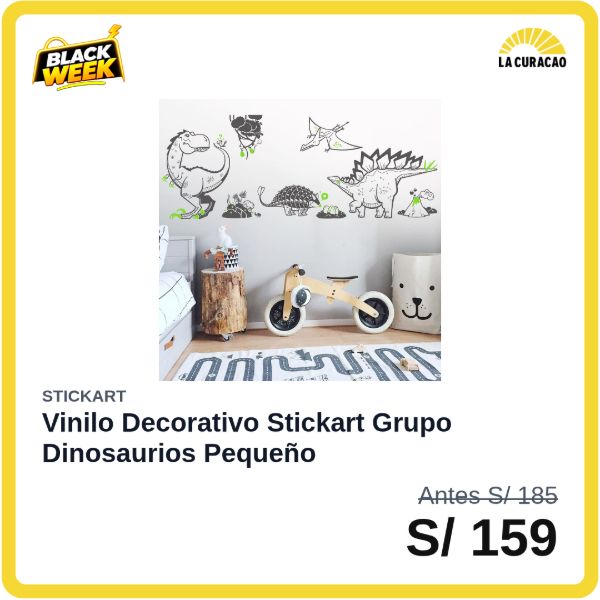 BLACK
WEEK
LA CURACAO
STICKART
Vinilo Decorativo Stickart Grupo
Dinosaurios Pequeño
Antes S/ 185
S/ 159